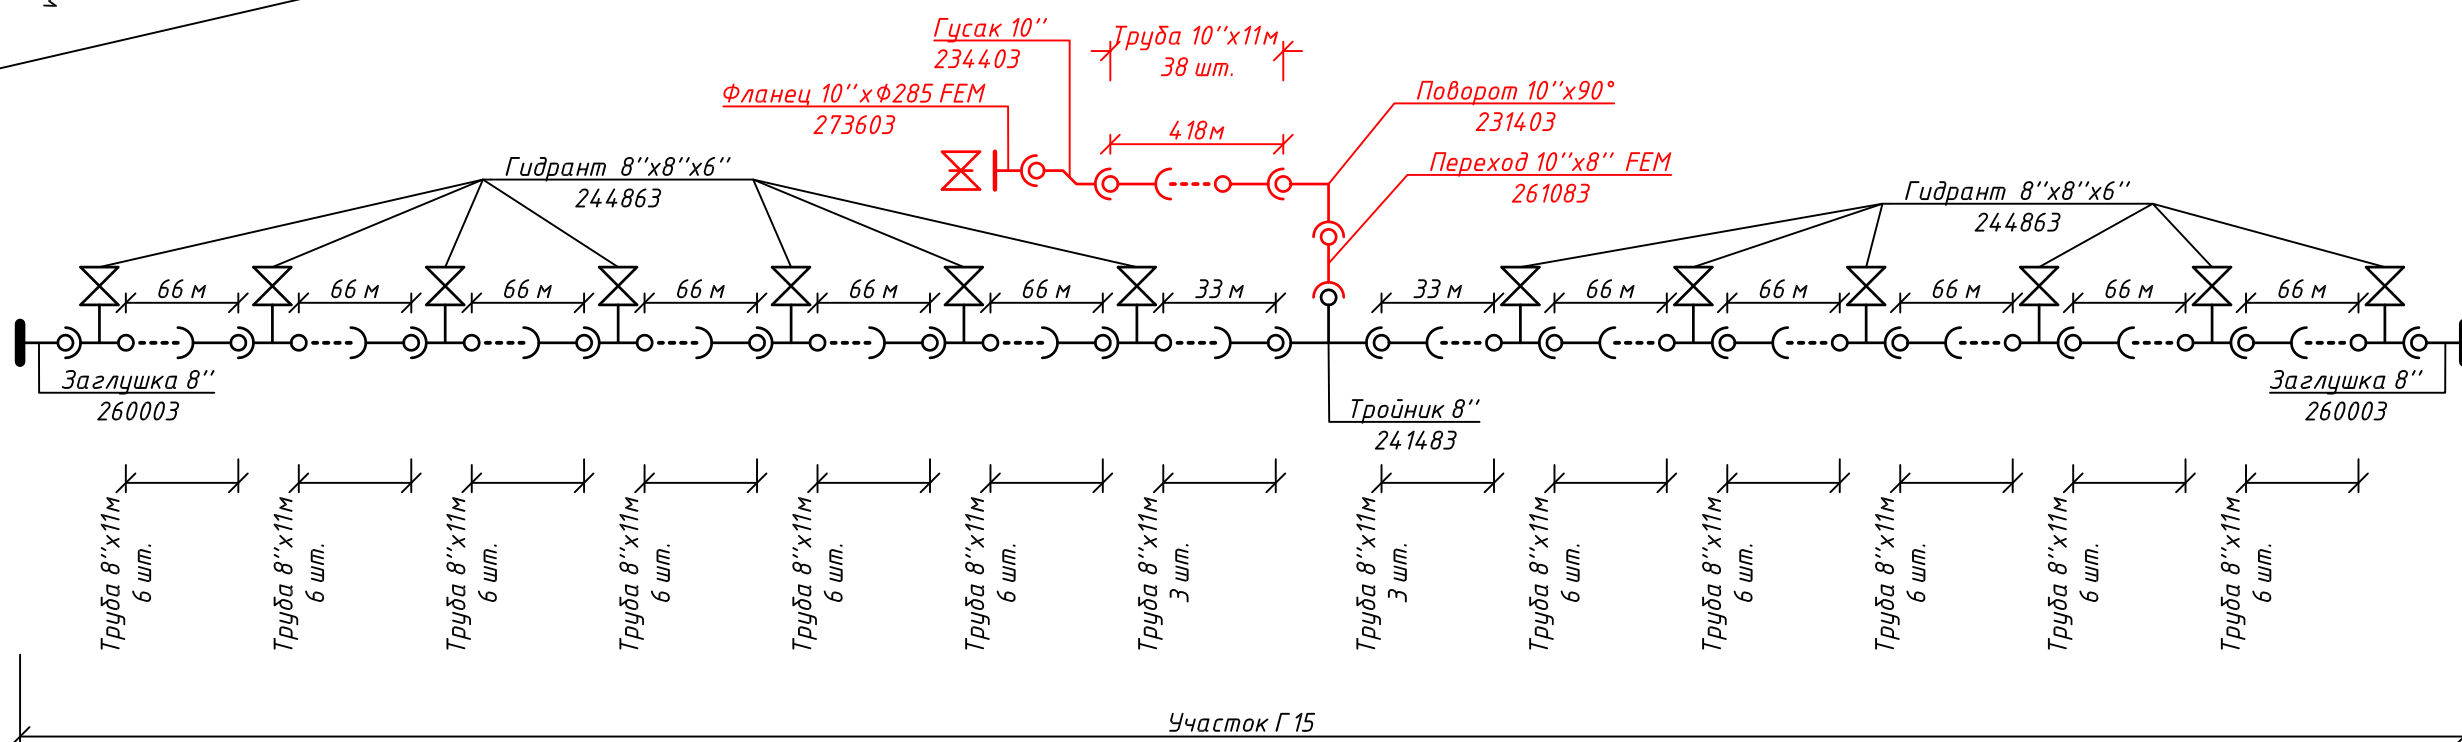 Гусак 10''
234403
Труба 10''х11м
38 шт.
Фланец 10''хФ285 FEM
273603
Поворот 10''х90°
231403
418м
Переход 10''х8'' FEM
261083
Гидрант 8''х8''х6''
244863
Гидрант 8''х8''х6''
244863
66 м
66 м
66 м
66 м
66 м
66 м
33 м
33 м
66 м
66 м
66 м
66 м
66 м
Заглушка 8''
260003
Тройник 8''
241483
Заглушка 8''
260003
Труба 8''х11м
6 шт.
Труба 8''х11м
6 шт.
Труба 8''х11м
6 шт.
Труба 8''х11м
6 шт.
Труба 8''х11м
6 шт.
Труба 8''х11м
6 шт.
Труба 8''х11м
3 шт.
Труба 8''х11м
3 шт.
Труба 8''х11м
6 шт.
Труба 8''х11м
6 шт.
Труба 8''х11м
6 шт.
Труба 8''х11м
6 шт.
Труба 8''х11м
6 шт.
Участок Г15